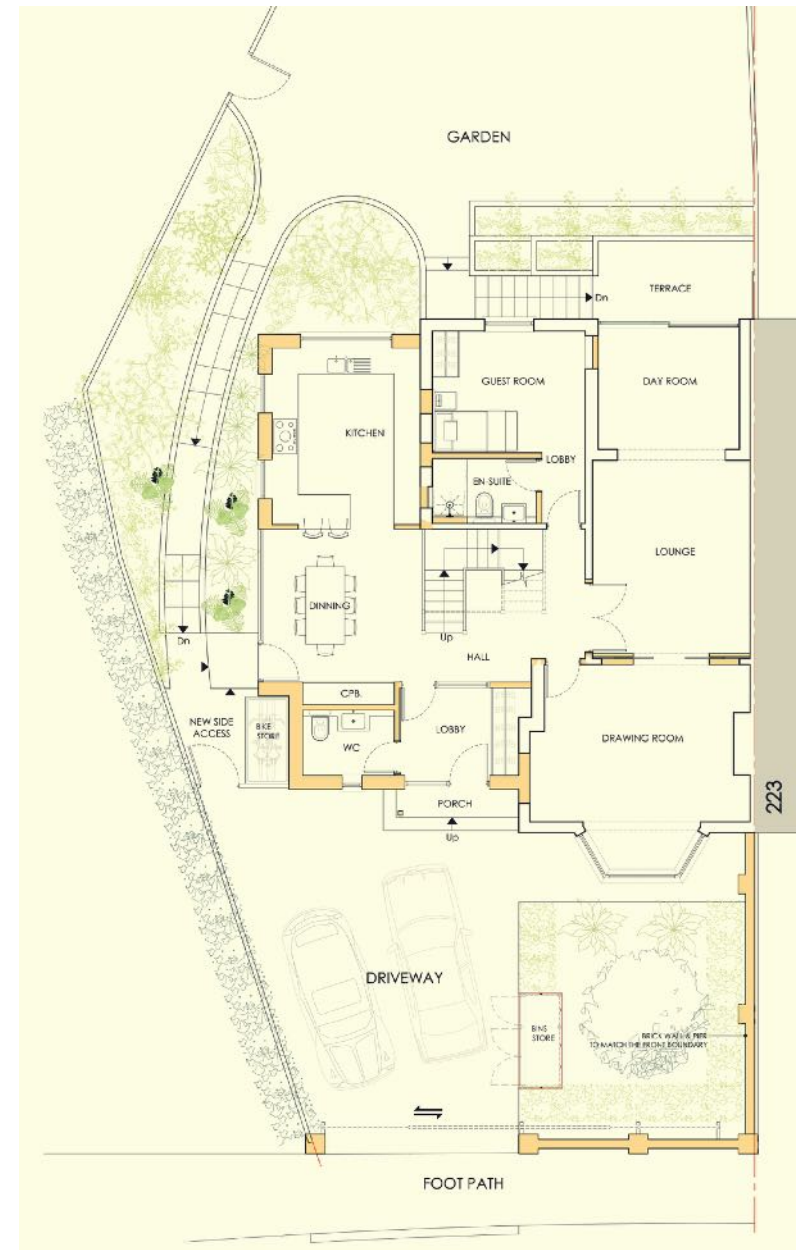 GARDEN
TERRACE
Dn
GUEST ROOM
DAY ROOM
KITCHEN
LOBBY
EN-SUITE
LOUNGE
DINNING
Up
Dn
HALL
CPB.
NEW SIDE
ACCESS
BIKE
STORE
LOBBY
WC
DRAWING ROOM
PORCH
Up
223
DRIVEWAY
BINS
STORE
BRICK WALL & PIER
TO MATCH THE FRONT BOUNDARY
FOOT PATH